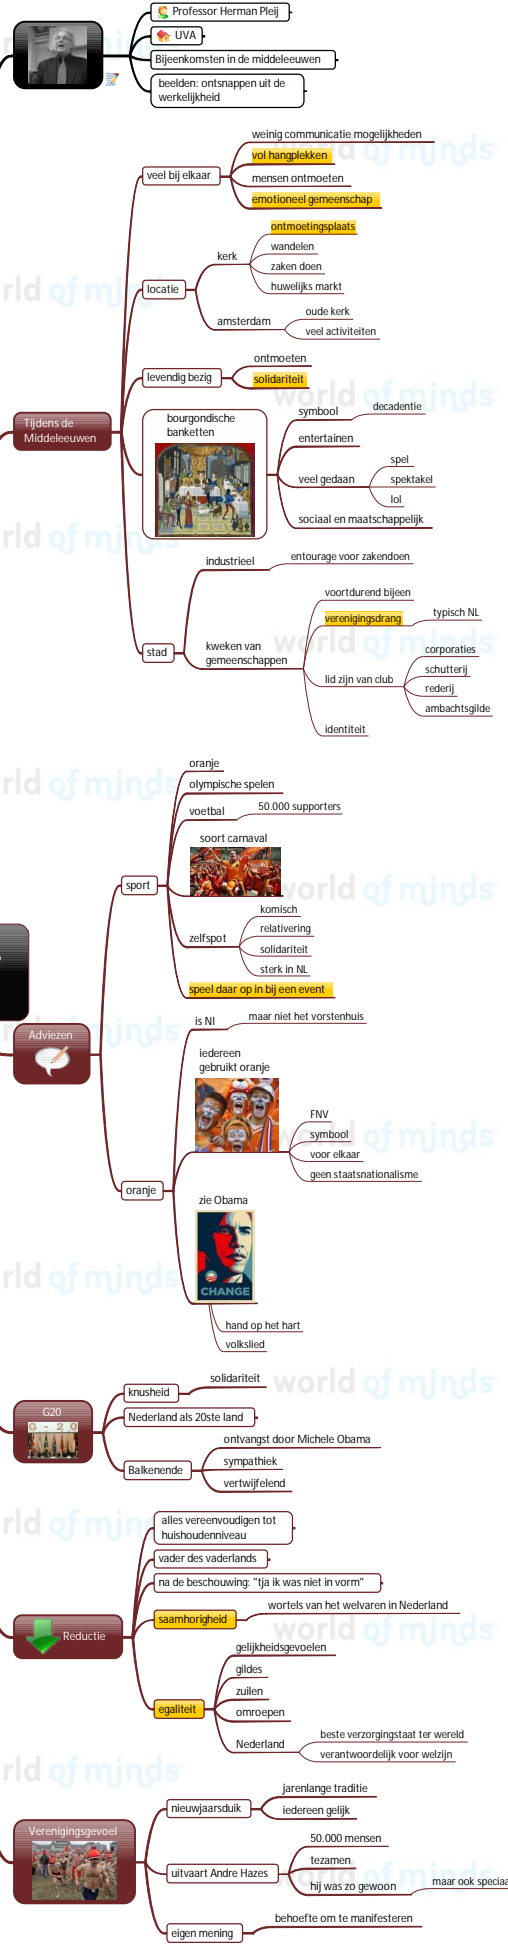 Professor Herman Pleij
UVA
Bijeenkomsten in de middeleeuwen
beelden: ontsnappen uit de
werkelijkheid
Tijdens de
Middeleeuwen
veel bij elkaar
weinig communicatie mogelijkheden
vol hangplekken
mensen ontmoeten
emotioneel gemeenschap
locatie
kerk
ontmoetingsplaats
wandelen
zaken doen
huwelijks markt
amsterdam
oude kerk
veel activiteiten
levendig bezig
ontmoeten
solidariteit
bourgondische
banketten
symbool
decadentie
entertainen
veel gedaan
spel
spektakel
lol
sociaal en maatschappelijk
stad
industrieel
entourage voor zakendoen
kweken van
gemeenschappen
voortdurend bijeen
verenigingsdrang
typisch NL
lid zijn van club
corporaties
schutterij
rederij
ambachtsgilde
identiteit
Adviezen
sport
oranje
olympische spelen
voetbal
50.000 supporters
soort carnaval
zelfspot
komisch
relativering
solidariteit
sterk in NL
speel daar op in bij een event
oranje
is Nl
maar niet het vorstenhuis
iedereen
gebruikt oranje
FNV
symbool
voor elkaar
geen staatsnationalisme
zie Obama
CHANGE
hand op het hart
volkslied
G20
G - 2 0
knusheid
solidariteit
Nederland als 20ste land
Balkenende
ontvangst door Michele Obama
sympathiek
vertwijfelend
Reductie
alles vereenvoudigen tot
huishoudenniveau
vader des vaderlands
na de beschouwing: "tja ik was niet in vorm"
saamhorigheid
wortels van het welvaren in Nederland
egaliteit
gelijkheidsgevoelen
gildes
zuilen
omroepen
Nederland
beste verzorgingstaat ter wereld
verantwoordelijk voor welzijn
Verenigingsgevoel
nieuwjaarsduik
jarenlange traditie
iedereen gelijk
uitvaart Andre Hazes
50.000 mensen
tezamen
hij was zo gewoon
maar ook speciaa
eigen mening
behoefte om te manifesteren
world of minds